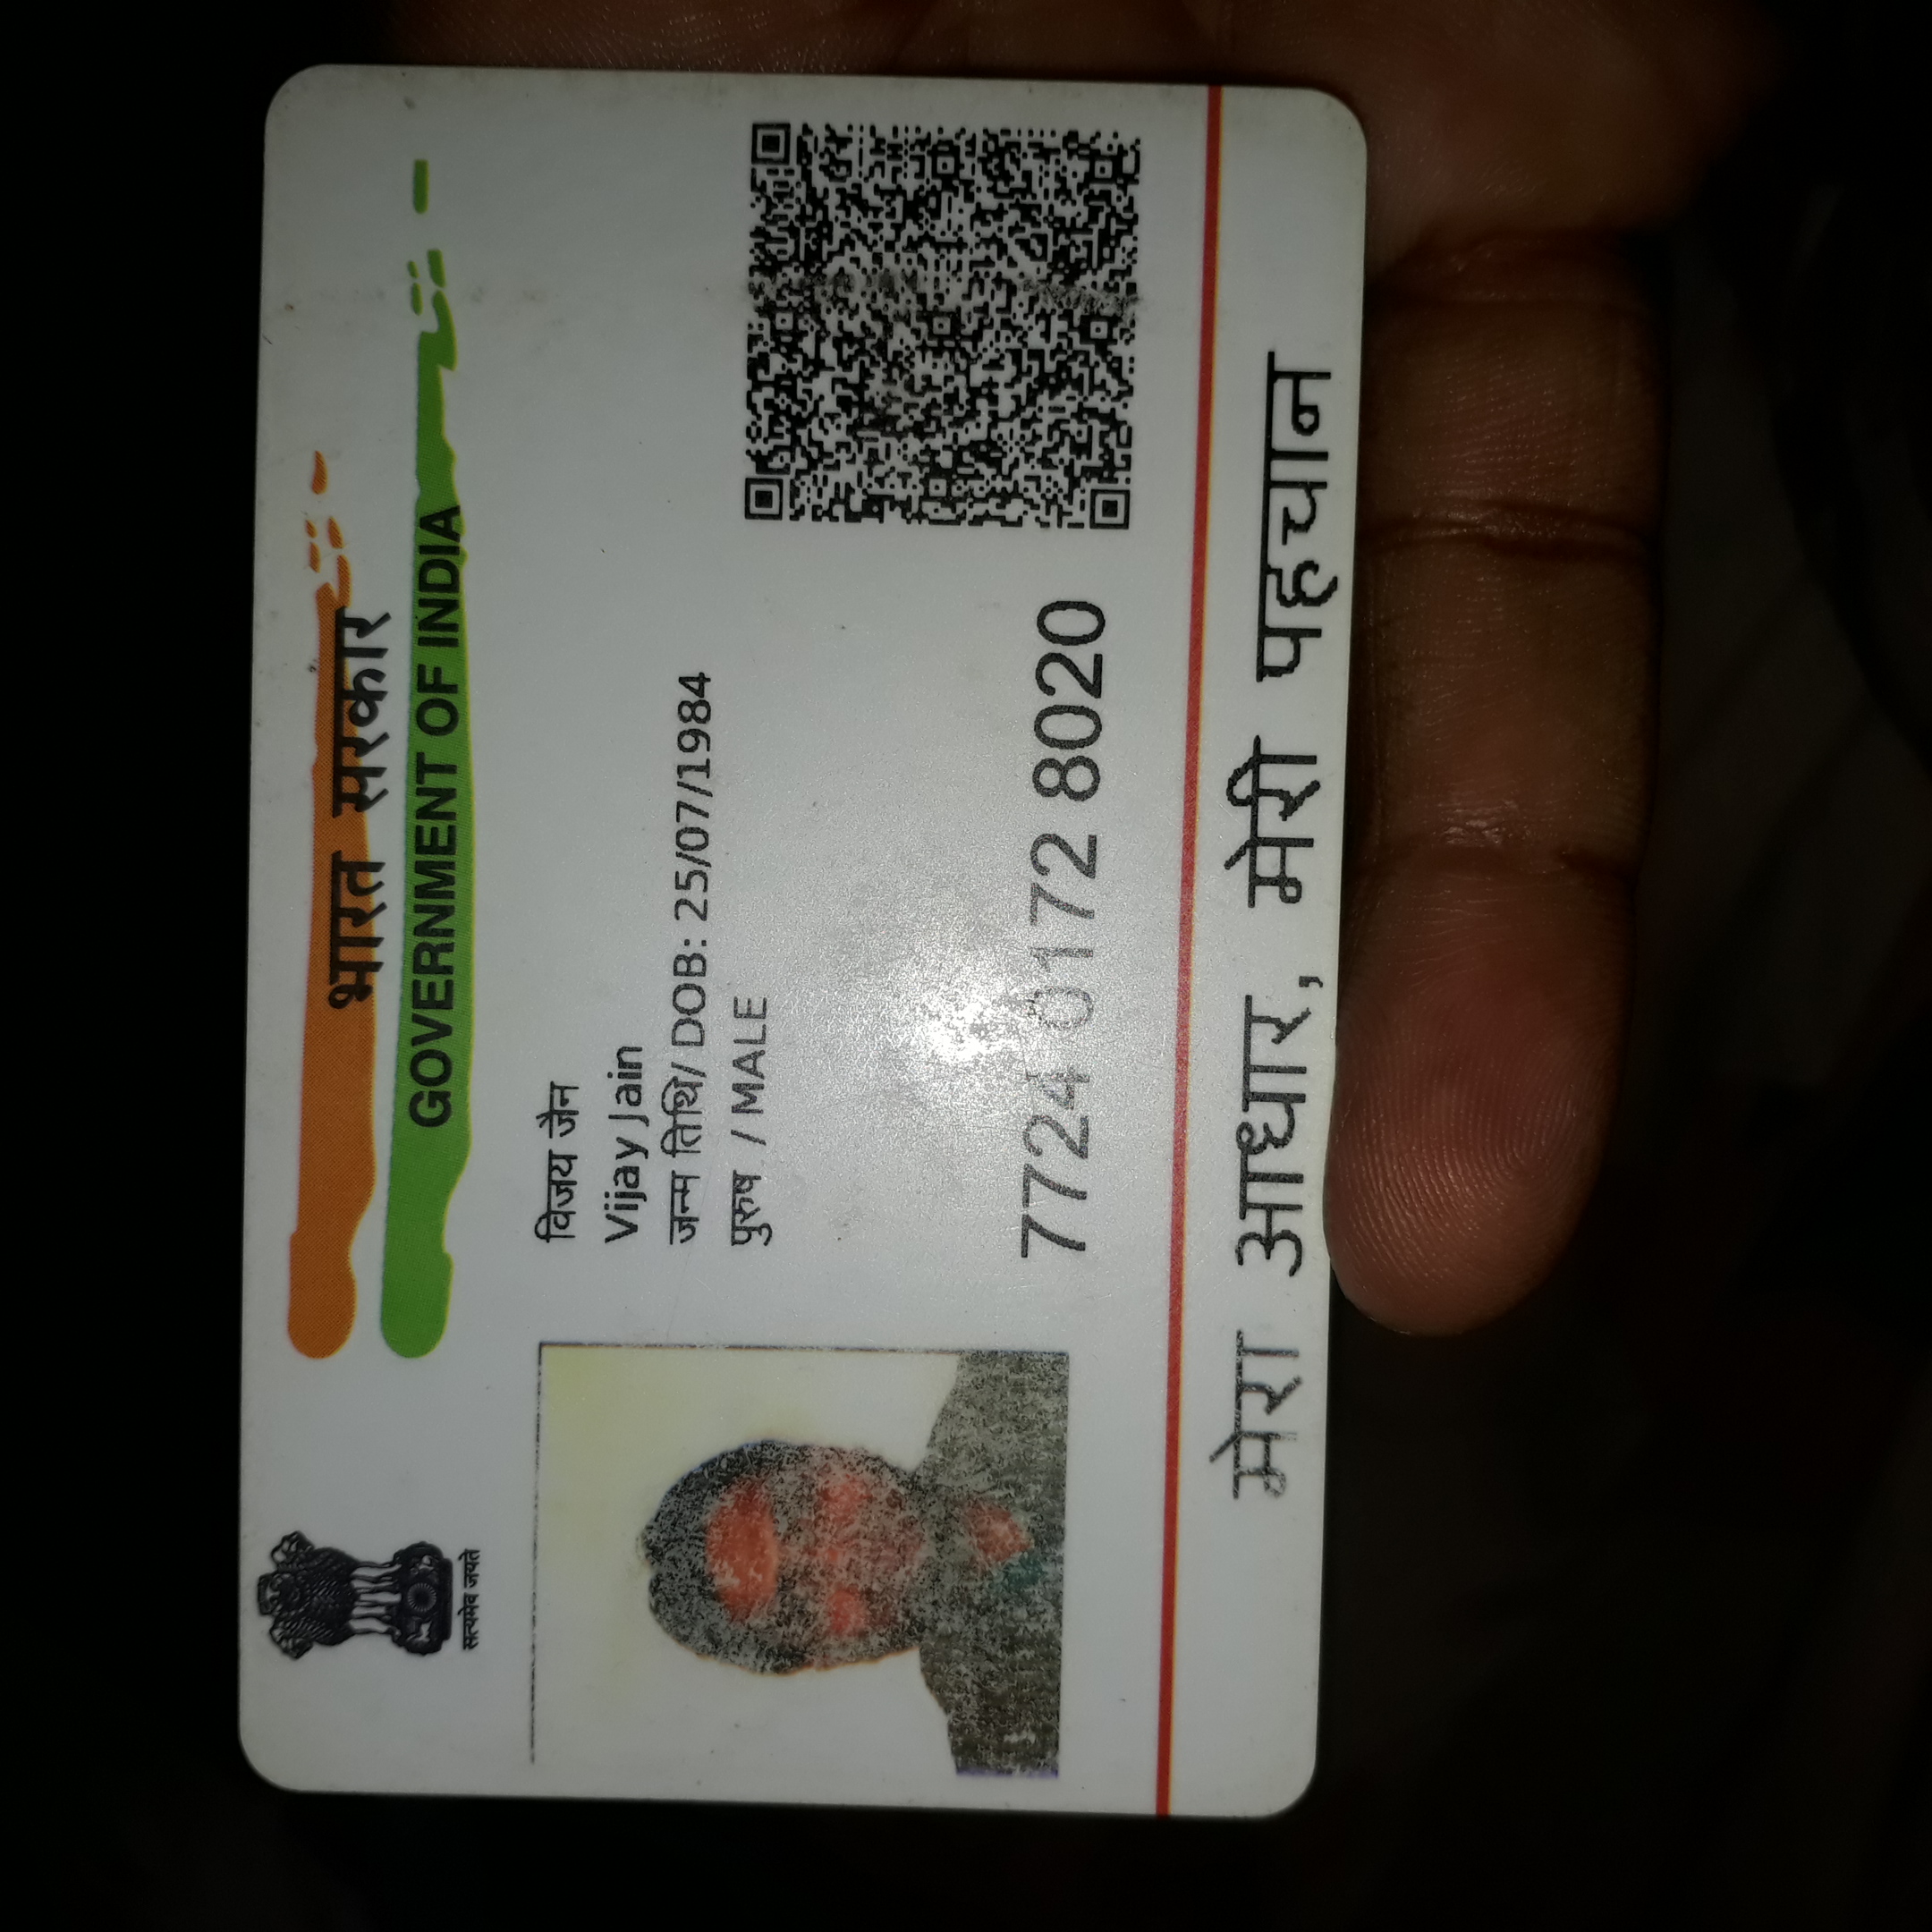 सत्यमेव जयते
भारत सरकार
GOVERNMENT OF INDIA
विजय जैन
Vijay Jain
जन्म तिथि/ DOB: 25/07/1984
पुरुष / MALE
7724 0172 8020
मेरा आधार, मेरी पहचान